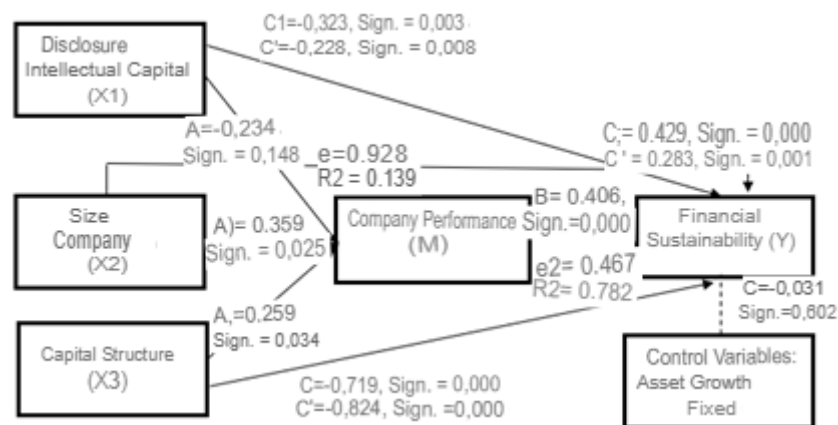 Disclosure
Intellectual Capital
(X1)
C1=-0,323, Sign. = 0,003
C'=-0,228, Sign. = 0,008
A=-0,234
Sign. = 0,148
e=0.928
R2 = 0.139
C,= 0.429, Sign. = 0,000
C' = 0.283, Sign. = 0,001
Size
Company
(X2)
A)= 0.359
Sign. = 0,025
Company Performance
(M)
B= 0.406,
Sign.=0,000
Financial
Sustainability (Y)
e2= 0.467
R2= 0.782
C=-0,031
Sign.=0,602
Capital Structure
(X3)
A,=0,259
Sign. = 0,034
C=-0,719, Sign. = 0,000
C'=-0,824, Sign. =0,000
Control Variables:
Asset Growth
Fixed